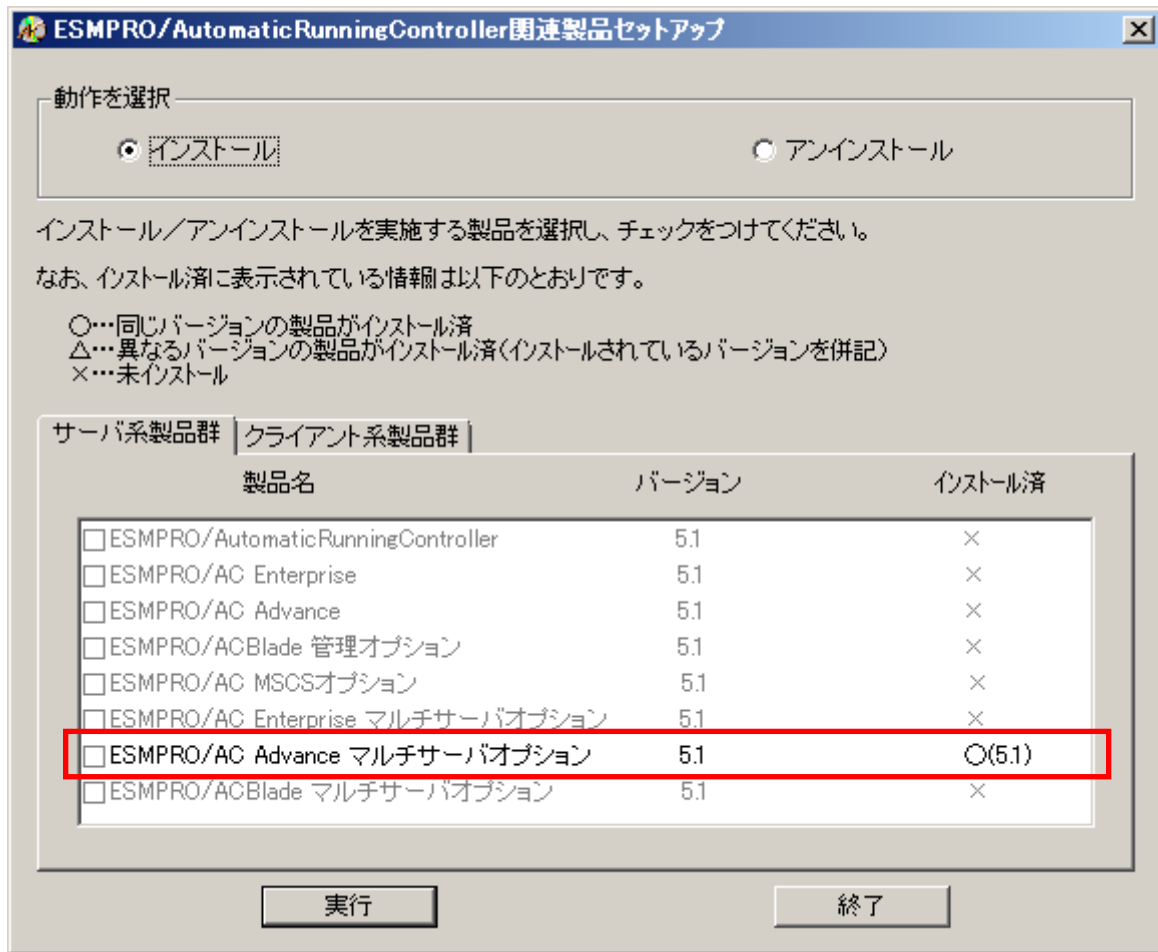 ESMPRO/AutomaticRunningController関連製品セットアップ
動作を選択
インストール アンインストール
インストール／アンインストールを実施する製品を選択し、チェックをつけてください。
なお、インストール済に表示されている情報は以下のとおりです。
○…同じバージョンの製品がインストール済
△…異なるバージョンの製品がインストール済(インストールされているバージョンを併記)
×…未インストール
サーバ系製品群 クライアント系製品群
製品名 バージョン インストール済
ESMPRO/AutomaticRunningController 5.1 ×
ESMPRO/AC Enterprise 5.1 ×
ESMPRO/AC Advance 5.1 ×
ESMPRO/ACBlade 管理オプション 5.1 ×
ESMPRO/AC MSCSオプション 5.1 ×
ESMPRO/AC Enterprise マルチサーバオプション 5.1 ×
ESMPRO/AC Advance マルチサーバオプション 5.1 ○(5.1)
ESMPRO/ACBlade マルチサーバオプション 5.1 ×
実行 終了